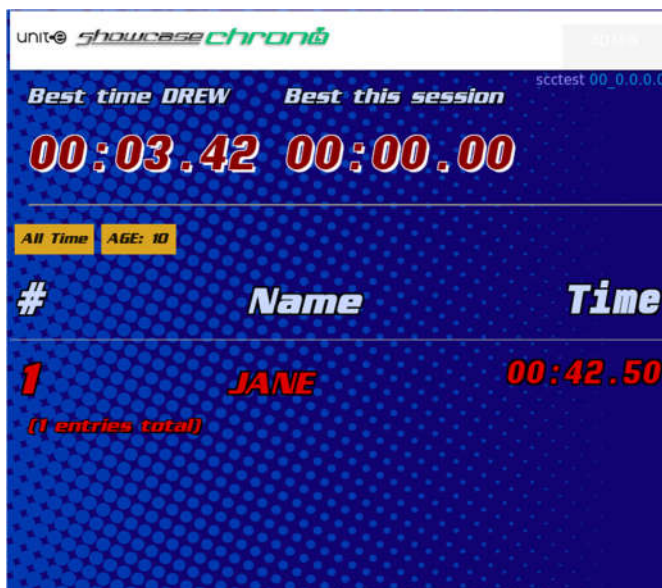 unit-e showcase chrono
scctest 00_0.0.0.0
Best time DREW Best this session
00:03.42 00:00.00
All Time AGE: 10
# Name Time
1 JANE 00:42.50
(1 entries total)